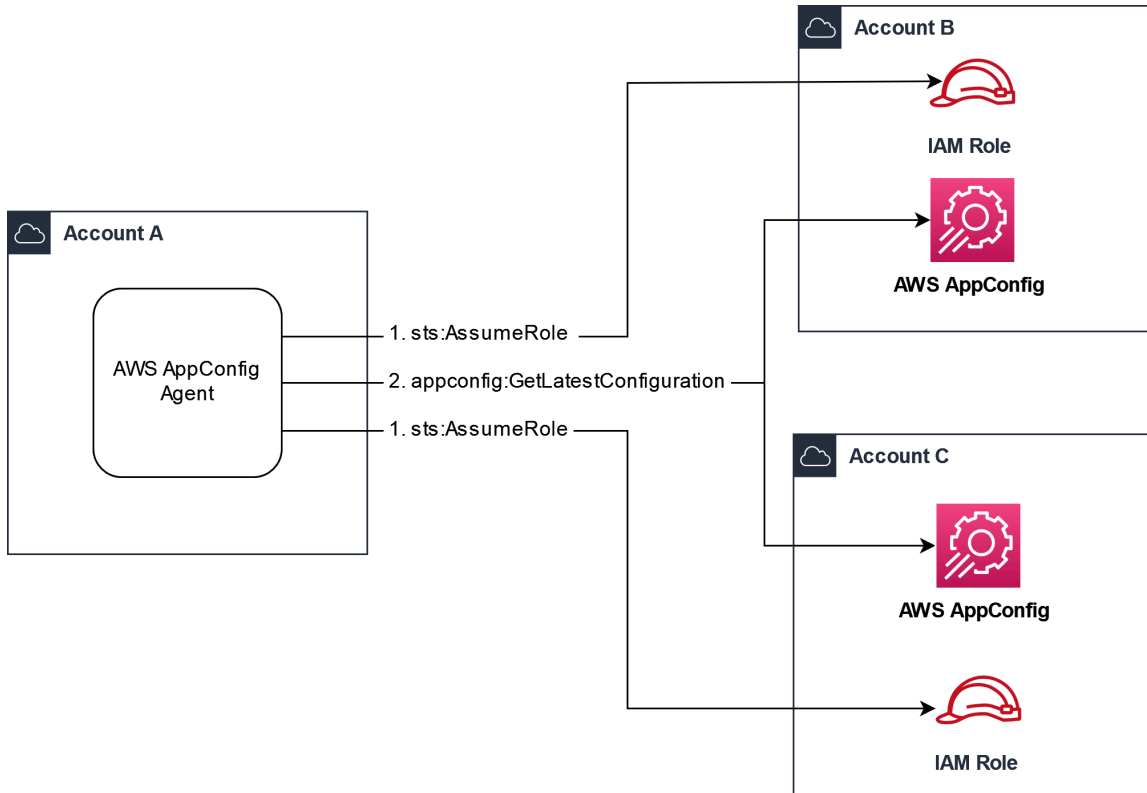 Account B
IAM Role
AWS AppConfig
Account A
AWS AppConfig
Agent
1. sts:AssumeRole
2. appconfig:GetLatestConfiguration
1. sts:AssumeRole
Account C
AWS AppConfig
IAM Role